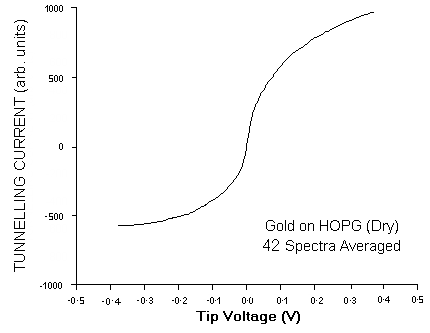 1000
500
0
-500
-1000
TUNNELLING CURRENT (arb. units)
Gold on HOPG (Dry)
42 Spectra Averaged
-0·5 -0·4 -0·3 -0·2 -0·1 0·0 0·1 0·2 0·3 0·4 0·5
Tip Voltage (V)